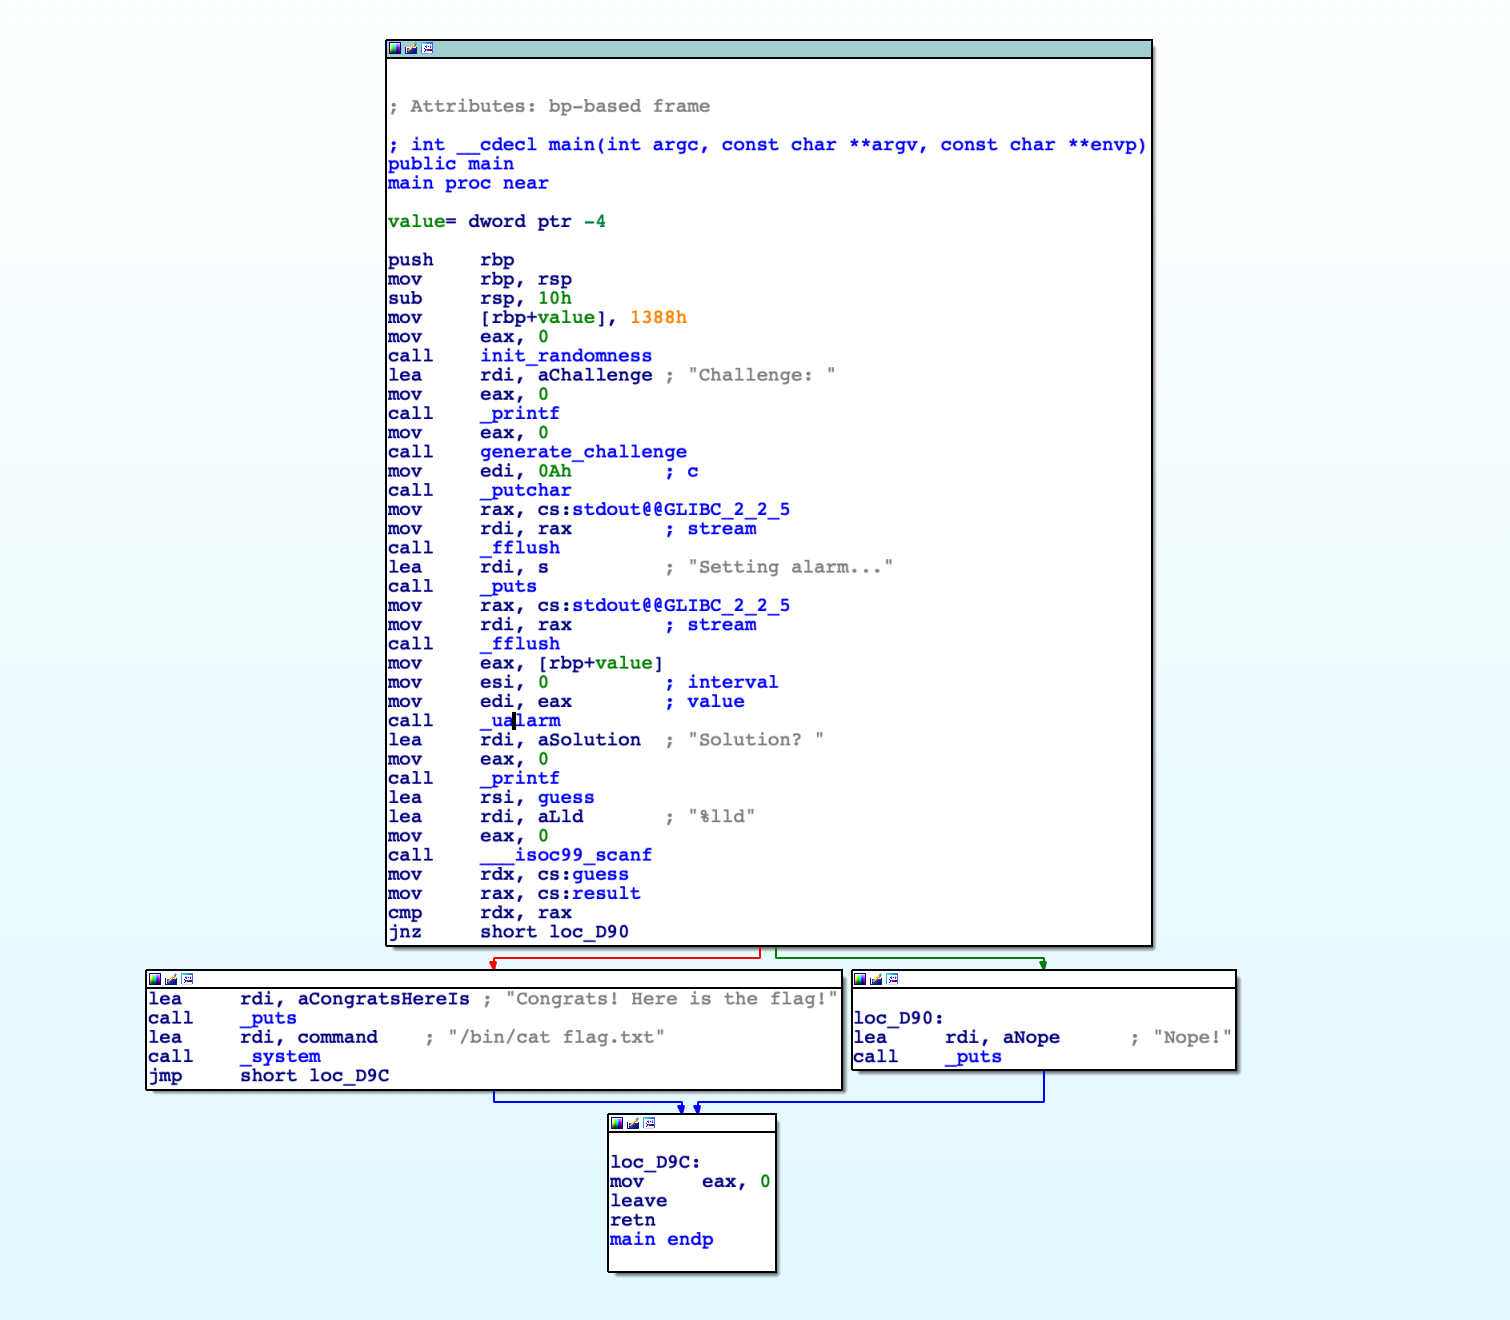 ; Attributes: bp-based frame
; int __cdecl main(int argc, const char **argv, const char **envp)
public main
main proc near
value= dword ptr -4
push    rbp
mov     rbp, rsp
sub     rsp, 10h
mov     [rbp+value], 1388h
mov     eax, 0
call    init_randomness
lea     rdi, aChallenge ; "Challenge: "
mov     eax, 0
call    _printf
mov     eax, 0
call    generate_challenge
mov     edi, 0Ah        ; c
call    _putchar
mov     rax, cs:stdout@@GLIBC_2_2_5
mov     rdi, rax        ; stream
call    _fflush
lea     rdi, s          ; "Setting alarm..."
call    _puts
mov     rax, cs:stdout@@GLIBC_2_2_5
mov     rdi, rax        ; stream
call    _fflush
mov     eax, [rbp+value]
mov     esi, 0          ; interval
mov     edi, eax        ; value
call    _ualarm
lea     rdi, aSolution  ; "Solution? "
mov     eax, 0
call    _printf
lea     rsi, guess
lea     rdi, aLld       ; "%lld"
mov     eax, 0
call    ___isoc99_scanf
mov     rdx, cs:guess
mov     rax, cs:result
cmp     rdx, rax
jnz     short loc_D90
lea     rdi, aCongratsHereIs ; "Congrats! Here is the flag!"
call    _puts
lea     rdi, command    ; "/bin/cat flag.txt"
call    _system
jmp     short loc_D9C
loc_D90:
lea     rdi, aNope      ; "Nope!"
call    _puts
loc_D9C:
mov     eax, 0
leave
retn
main endp